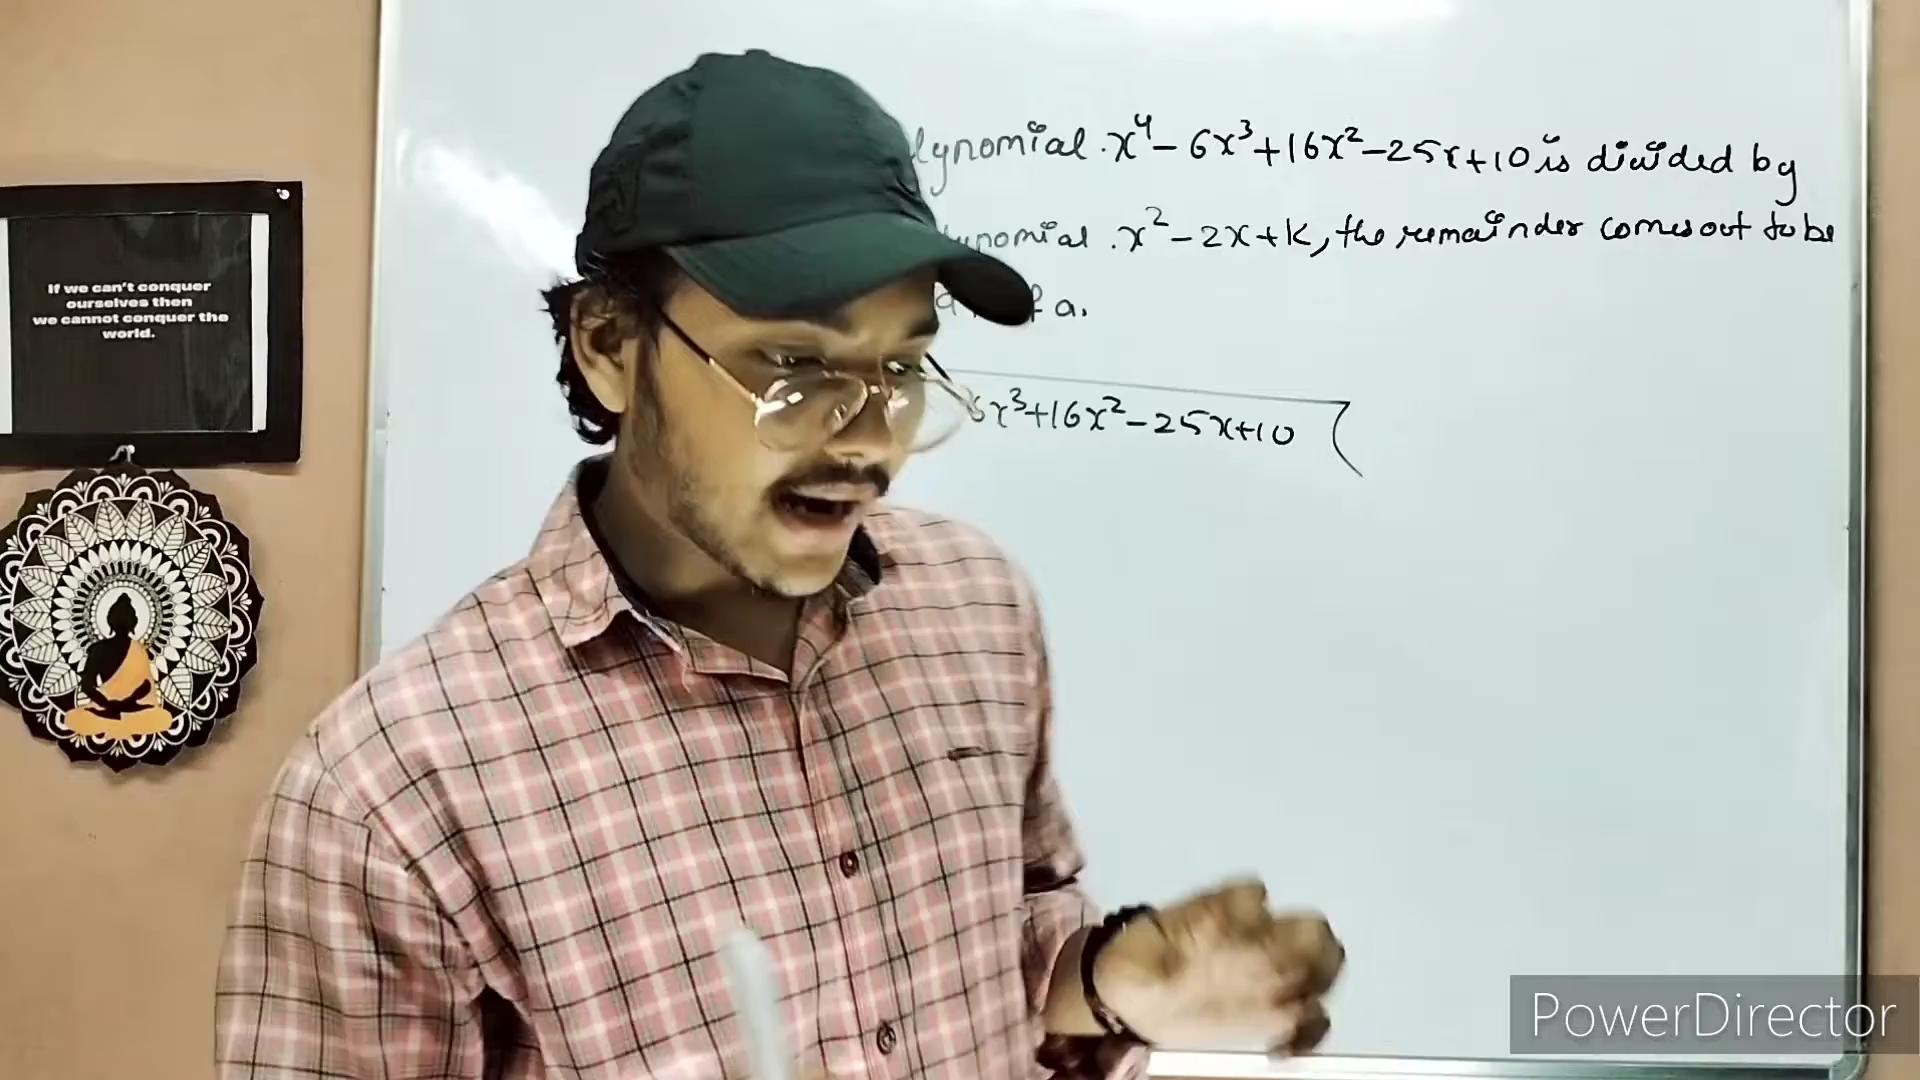 If we can't conquer
ourselves then
we cannot conquer the
world.
lynomial x⁴-6x³+16x²-25x+10 is divided by
nomial x²-2x+k, the remainder comes out to be
a.
6x³+16x²-25x+10
PowerDirector